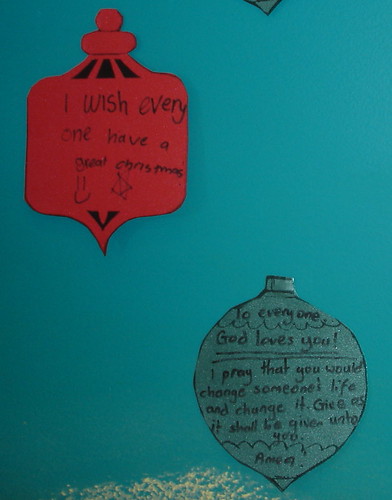 I wish every
one have a
great christmas
To everyone,
God loves you!
I pray that you would
change someone's life
and change it. Give as
it shall be given unto
you.
Amen!